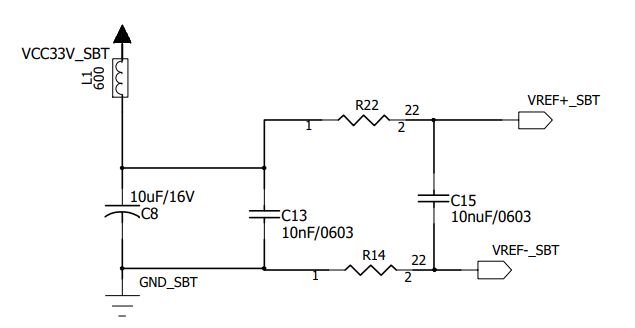 VCC33V_SBT
L1
600
R22
22
1
2
VREF+_SBT
10uF/16V
C8
C13
10nF/0603
C15
10nuF/0603
R14
22
1
2
VREF-_SBT
GND_SBT